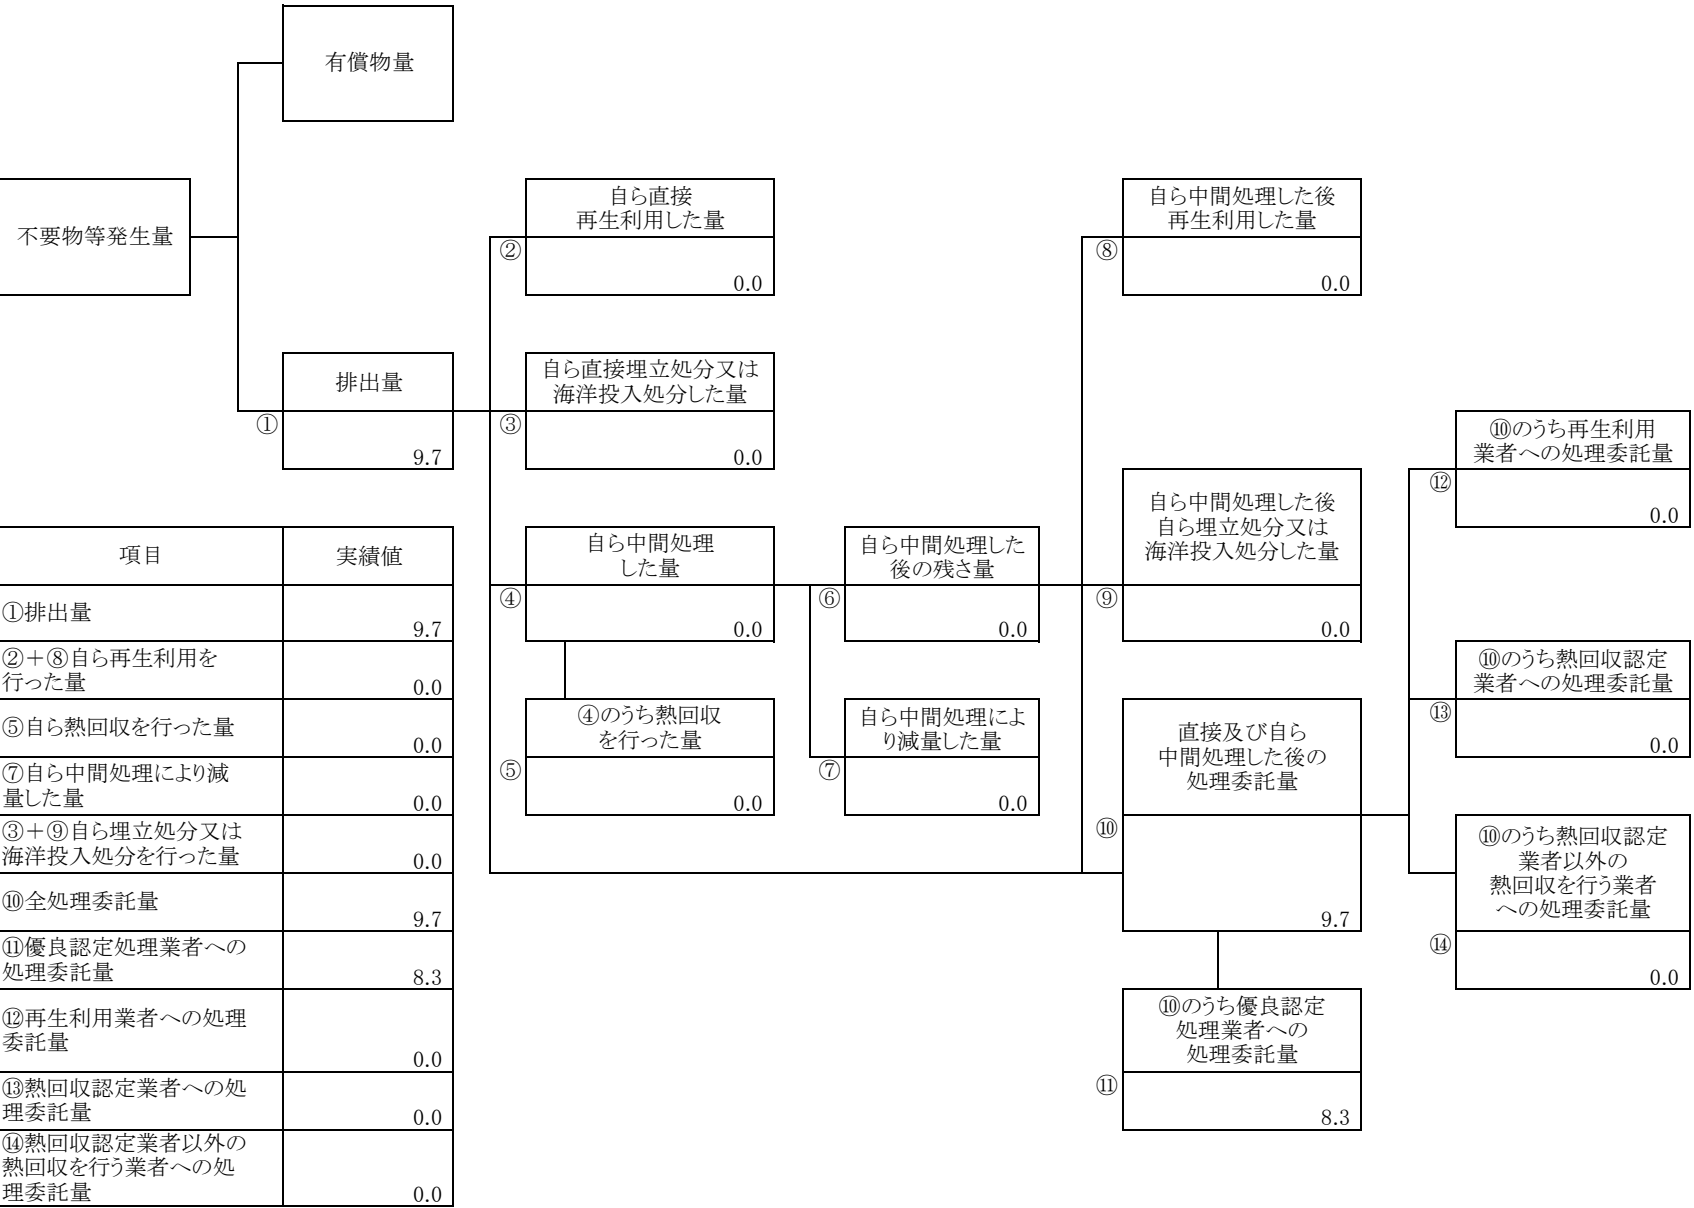 有償物量
不要物等発生量
自ら直接
再生利用した量
②
0.0
自ら中間処理した後
再生利用した量
⑧
0.0
排出量
①
9.7
自ら直接埋立処分又は
海洋投入処分した量
③
0.0
⑩のうち再生利用
業者への処理委託量
⑫
0.0
自ら中間処理
した量
④
0.0
自ら中間処理した
後の残さ量
⑥
0.0
自ら中間処理した後
自ら埋立処分又は
海洋投入処分した量
⑨
0.0
⑩のうち熱回収認定
業者への処理委託量
⑬
0.0
④のうち熱回収
を行った量
⑤
0.0
自ら中間処理によ
り減量した量
⑦
0.0
直接及び自ら
中間処理した後の
処理委託量
⑩
9.7
⑩のうち熱回収認定
業者以外の
熱回収を行う業者
への処理委託量
⑭
0.0
⑩のうち優良認定
処理業者への
処理委託量
⑪
8.3
項目
実績値
①排出量
9.7
②＋⑧自ら再生利用を
行った量
0.0
⑤自ら熱回収を行った量
0.0
⑦自ら中間処理により減
量した量
0.0
③＋⑨自ら埋立処分又は
海洋投入処分を行った量
0.0
⑩全処理委託量
9.7
⑪優良認定処理業者への
処理委託量
8.3
⑫再生利用業者への処理
委託量
0.0
⑬熱回収認定業者への処
理委託量
0.0
⑭熱回収認定業者以外の
熱回収を行う業者への処
理委託量
0.0